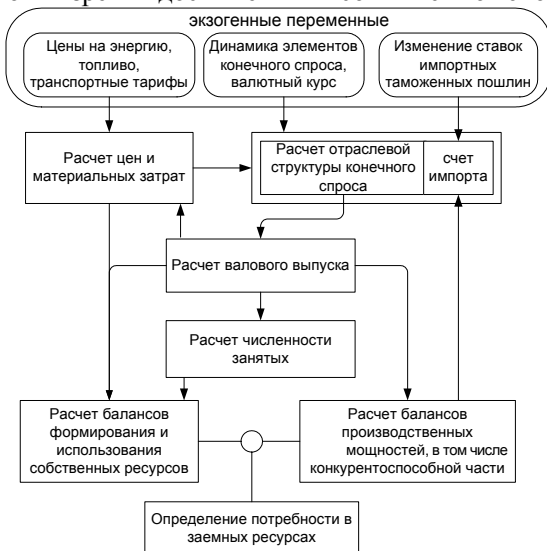 экзогенные переменные
Цены на энергию,
топливо,
транспортные тарифы
Динамика элементов
конечного спроса,
валютный курс
Изменение ставок
импортных
таможенных пошлин
Расчет цен и
материальных затрат
Расчет отраслевой
структуры конечного
спроса
счет
импорта
Расчет валового выпуска
Расчет численности
занятых
Расчет балансов
формирования и
использования
собственных ресурсов
Расчет балансов
производственных
мощностей, в том числе
конкурентоспособной части
Определение потребности в
заемных ресурсах